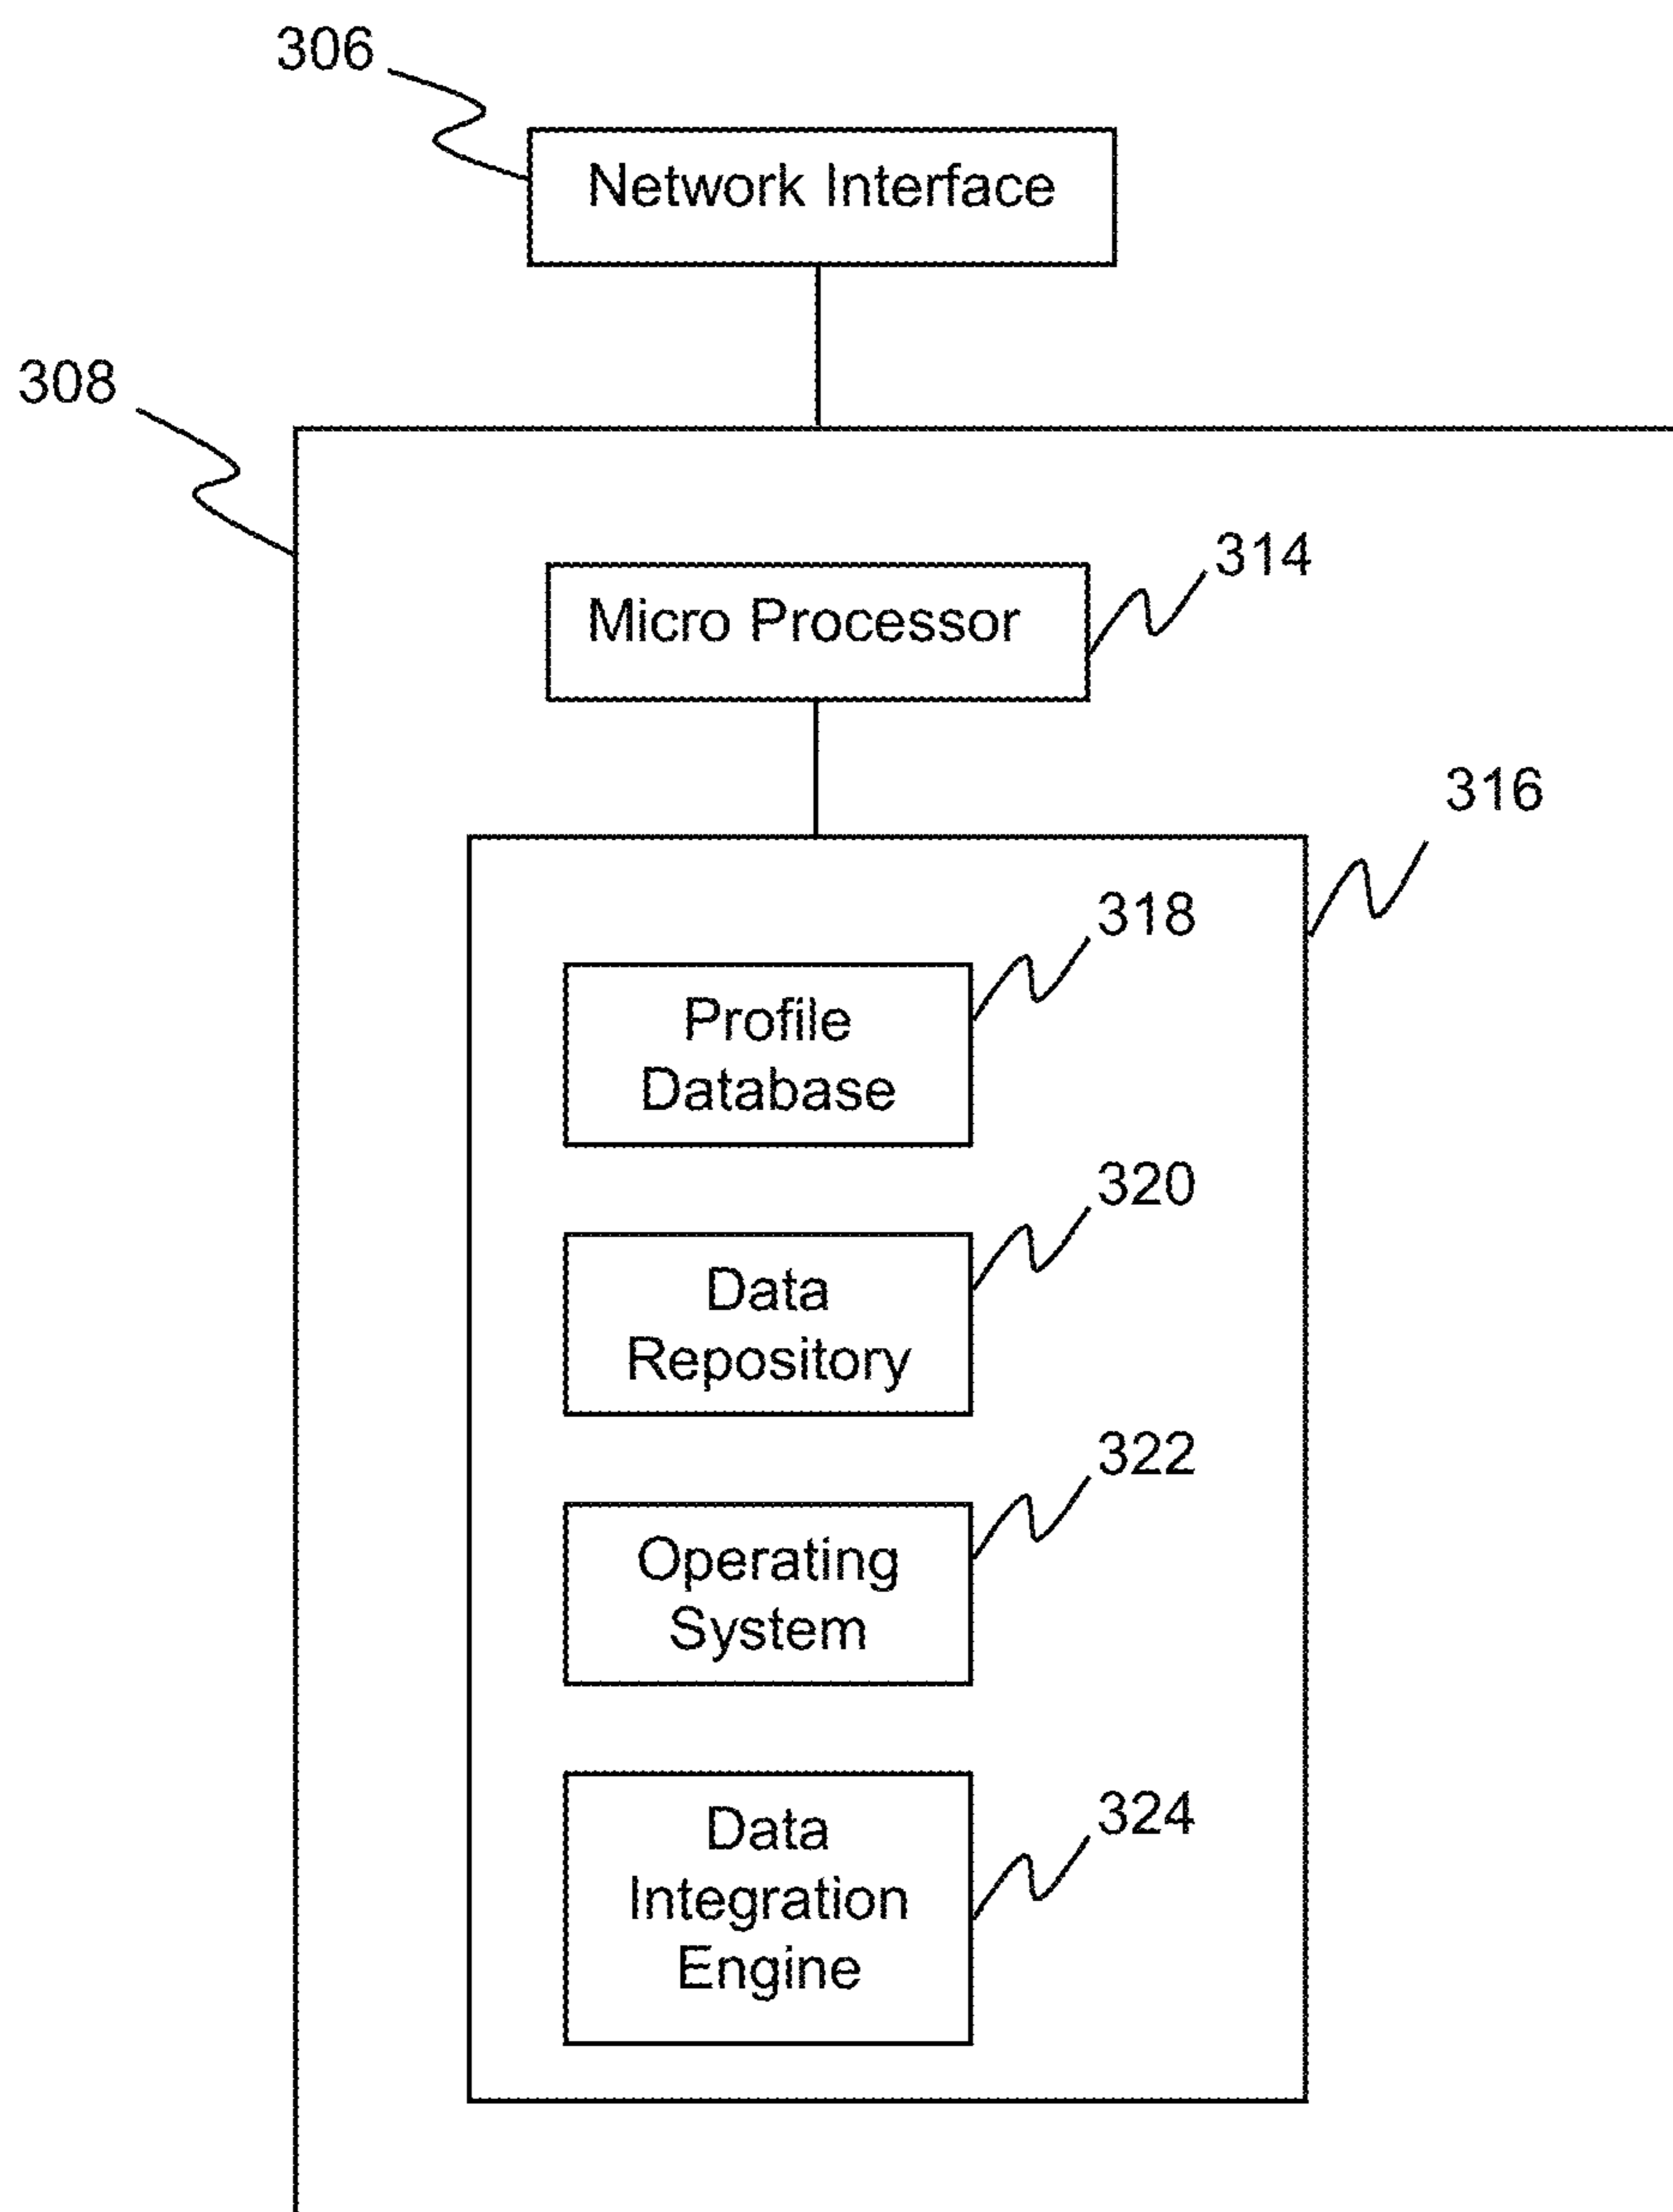 306
Network Interface
308
314
Micro Processor
316
318
Profile
Database
320
Data
Repository
322
Operating
System
324
Data
Integration
Engine